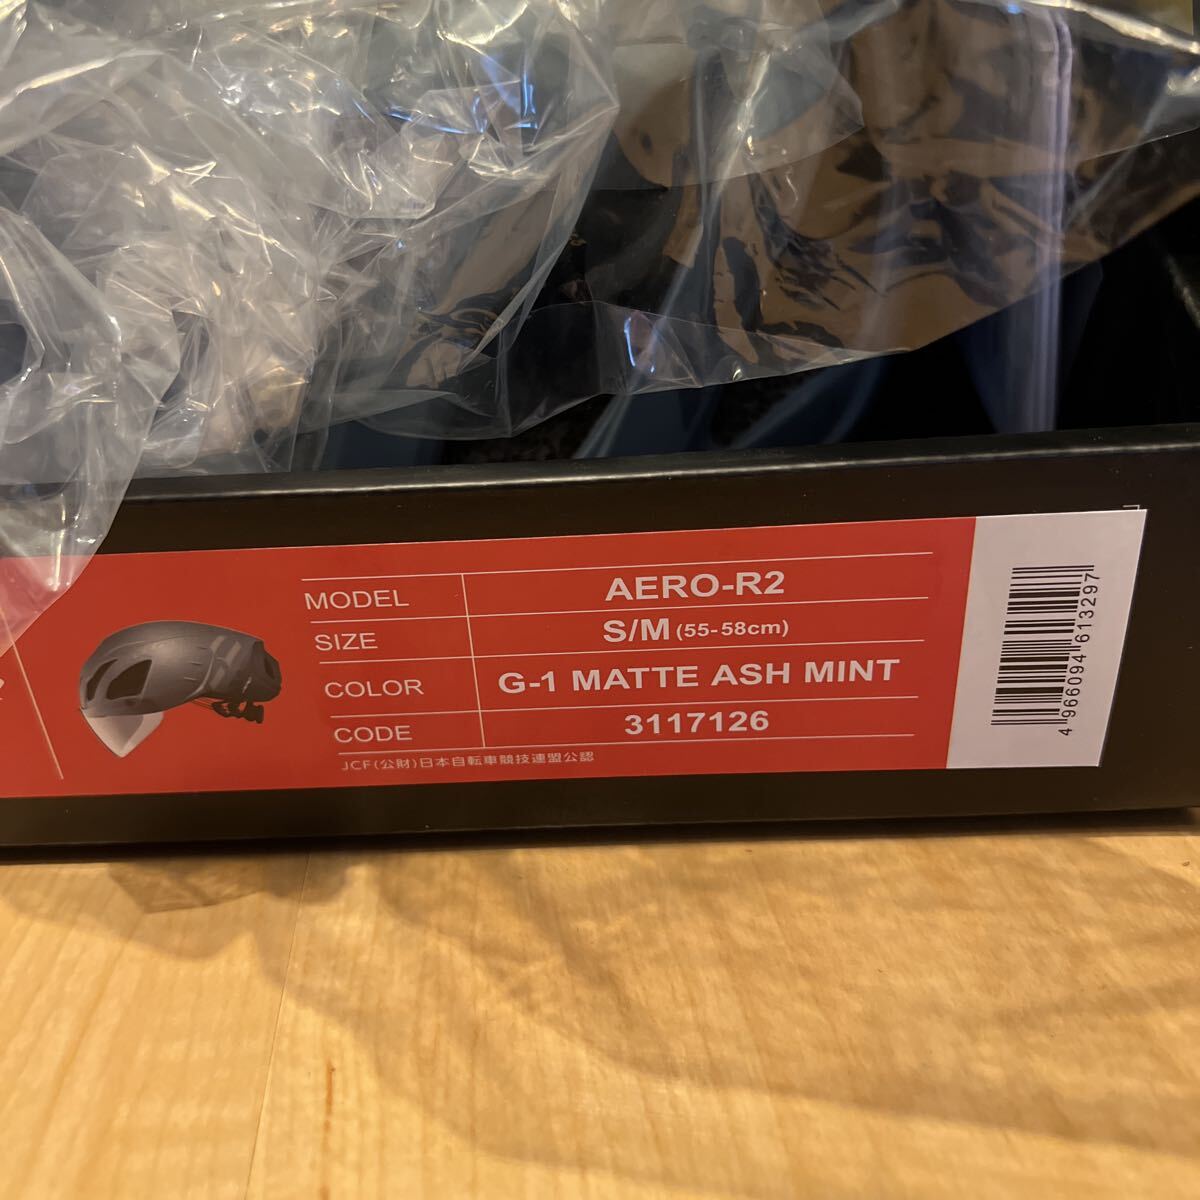 MODEL AERO-R2
SIZE S/M (55-58cm)
COLOR G-1 MATTE ASH MINT
CODE 3117126
JCF(公財)日本自転車競技連盟公認
4 966094 613297